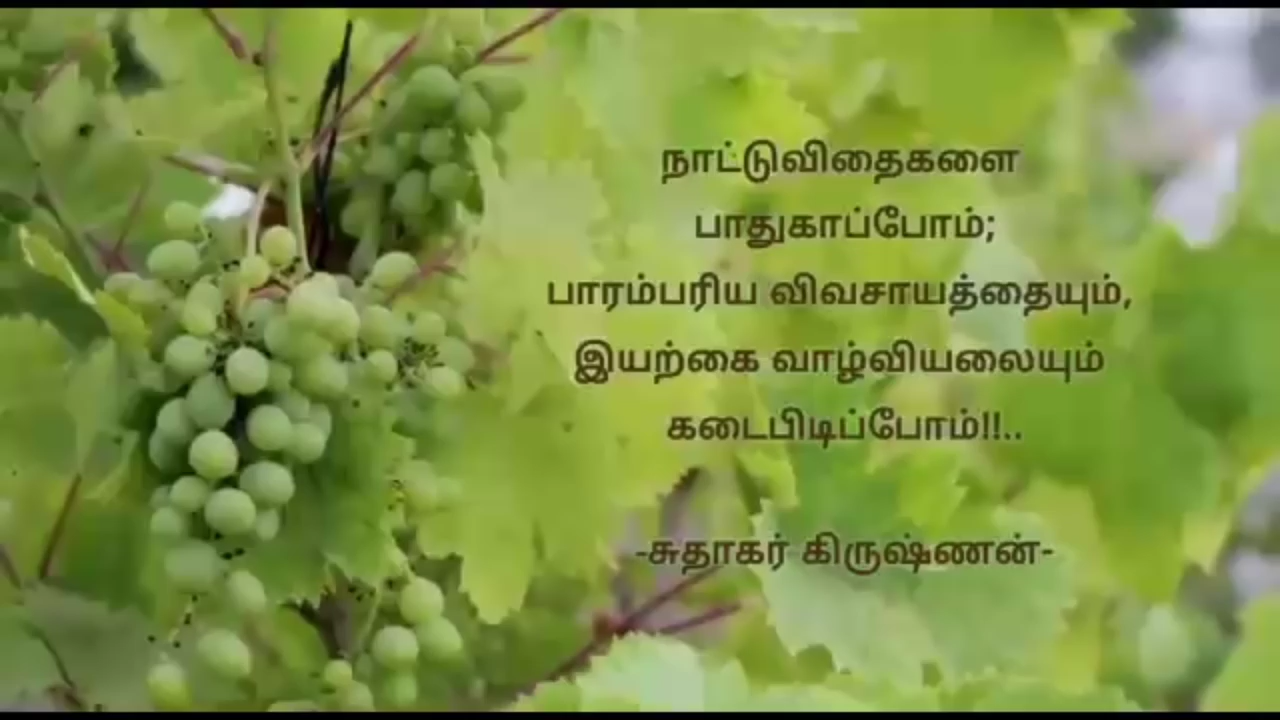 நாட்டுவிதைகளை
பாதுகாப்போம்;
பாரம்பரிய விவசாயத்தையும்,
இயற்கை வாழ்வியலையும்
கடைபிடிப்போம்!!..
-சுதாகர் கிருஷ்ணன்-